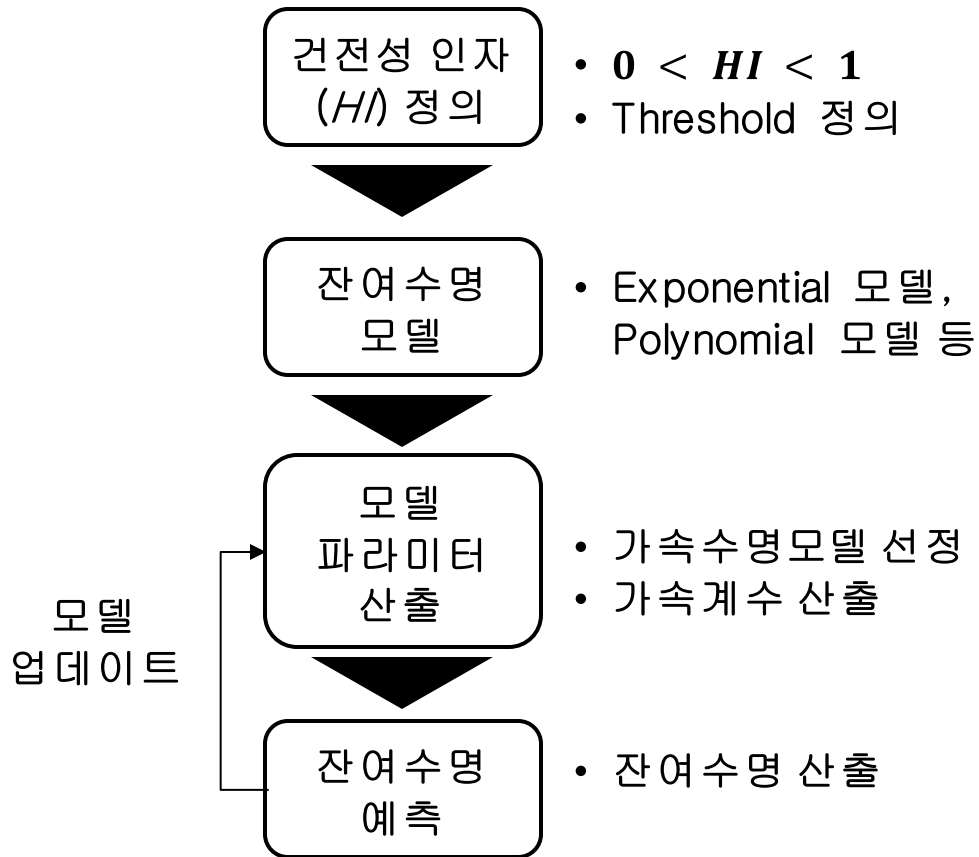 건전성 인자
(HI) 정의
• 0 < HI < 1
• Threshold 정의
잔여수명
모델
• Exponential 모델,
Polynomial 모델 등
모델
파라미터
산출
• 가속수명모델 선정
• 가속계수 산출
모델
업데이트
잔여수명
예측
• 잔여수명 산출